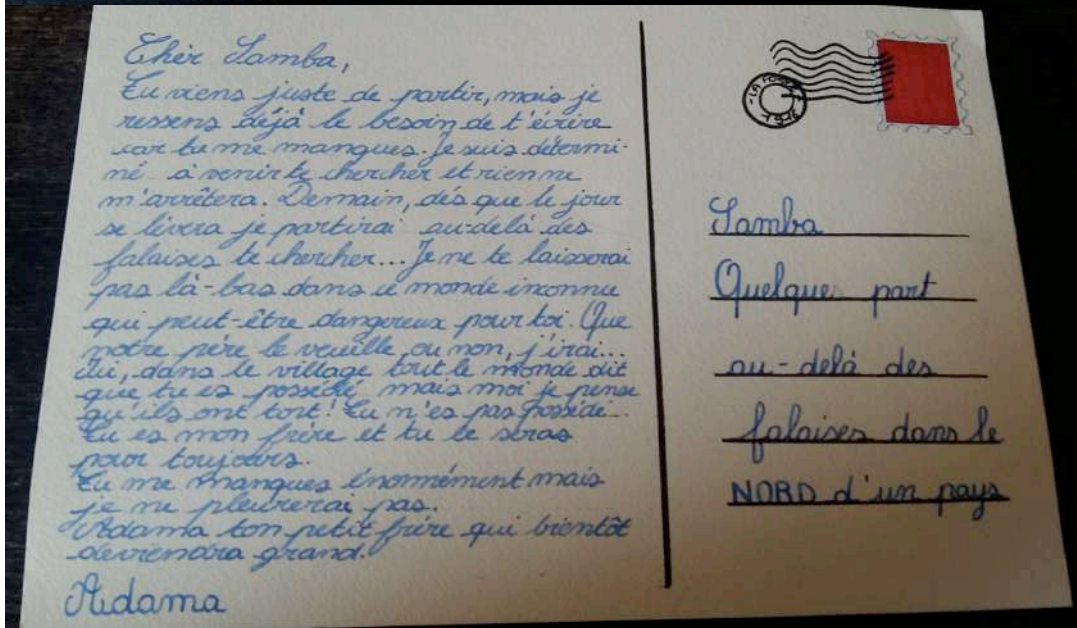 Cher Samba,
Tu viens juste de partir, mais je
ressens déjà le besoin de t'écrire
car tu me manques. Je suis détermi-
né à venir te chercher et rien ne
m'arrêtera. Demain, dès que le jour
se lèvera je partirai au-delà des
falaises te chercher... Je ne te laisserai
pas là-bas dans ce monde inconnu
qui peut-être dangereux pour toi. Que
notre père le veuille ou non, j'irai...
Ici, dans le village tout le monde dit
que tu es possédé, mais moi je pense
qu'ils ont tort! Tu n'es pas possédé...
Tu es mon frère et tu le seras
pour toujours.
Tu me manques énormément mais
je ne pleurerai pas.
Adama ton petit frère qui bientôt
deviendra grand.
Adama
LA POSTE
Samba
Quelque part
au-delà des
falaises dans le
NORD d'un pays